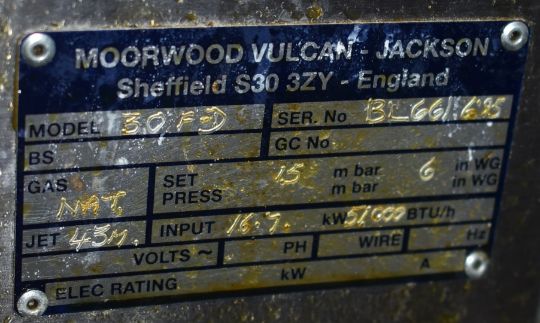 MOORWOOD VULCAN - JACKSON
Sheffield S30 3ZY - England
MODEL 30FD SER. No BL66/695
BS GC No
GAS NAT. SET PRESS 15 m bar 6 in WG
m bar in WG
JET 43M. INPUT 16.7. kW 51000 BTU/h
VOLTS ~ PH WIRE Hz
ELEC RATING kW A